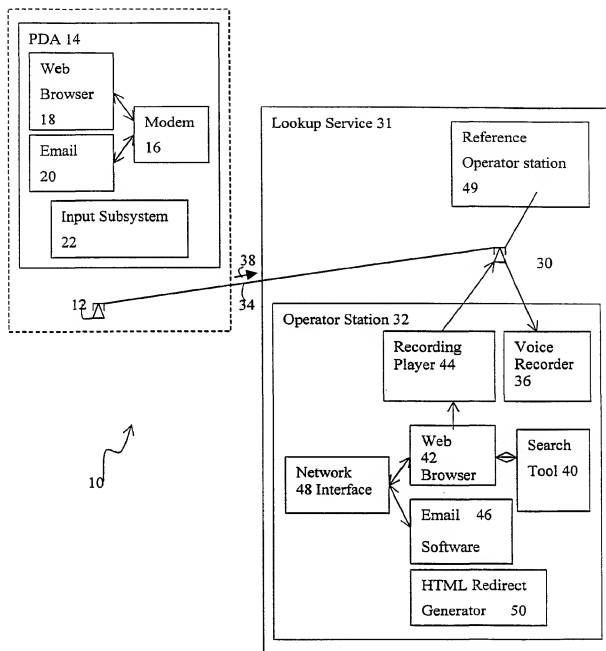 PDA 14
Web
Browser
18
Modem
16
Email
20
Input Subsystem
22
12
38
34
10
Lookup Service 31
Reference
Operator station
49
30
Operator Station 32
Recording
Player 44
Voice
Recorder
36
Web
42
Browser
Search
Tool 40
Network
48 Interface
Email 46
Software
HTML Redirect
Generator 50